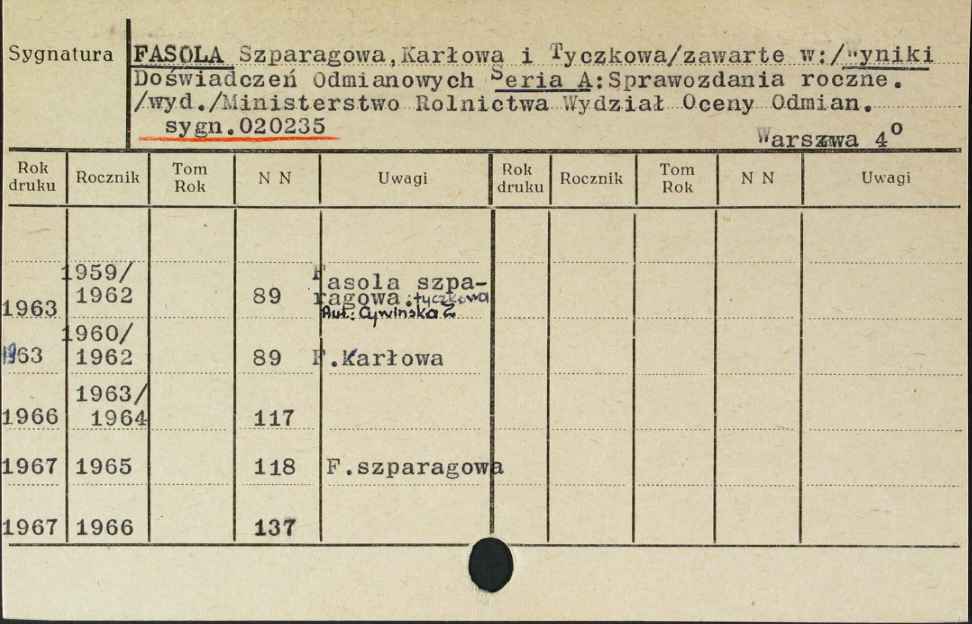 Sygnatura FASOLA Szparagowa,Karłowa i Tyczkowa/zawarte w:/Wyniki
Doświadczeń Odmianowych Seria A:Sprawozdania roczne.
/wyd./Ministerstwo Rolnictwa Wydział Oceny Odmian.
sygn.020235
Warszwa 4º
Rok druku Rocznik Tom Rok N N Uwagi Rok druku Rocznik Tom Rok N N Uwagi
1963 1959/1962 89 Fasola szpa-
ragowa.tyczkowa
Aut: Cywińska Z
1963 1960/1962 89 F.Karłowa
1966 1963/1964 117
1967 1965 118 F.szparagowa
1967 1966 137